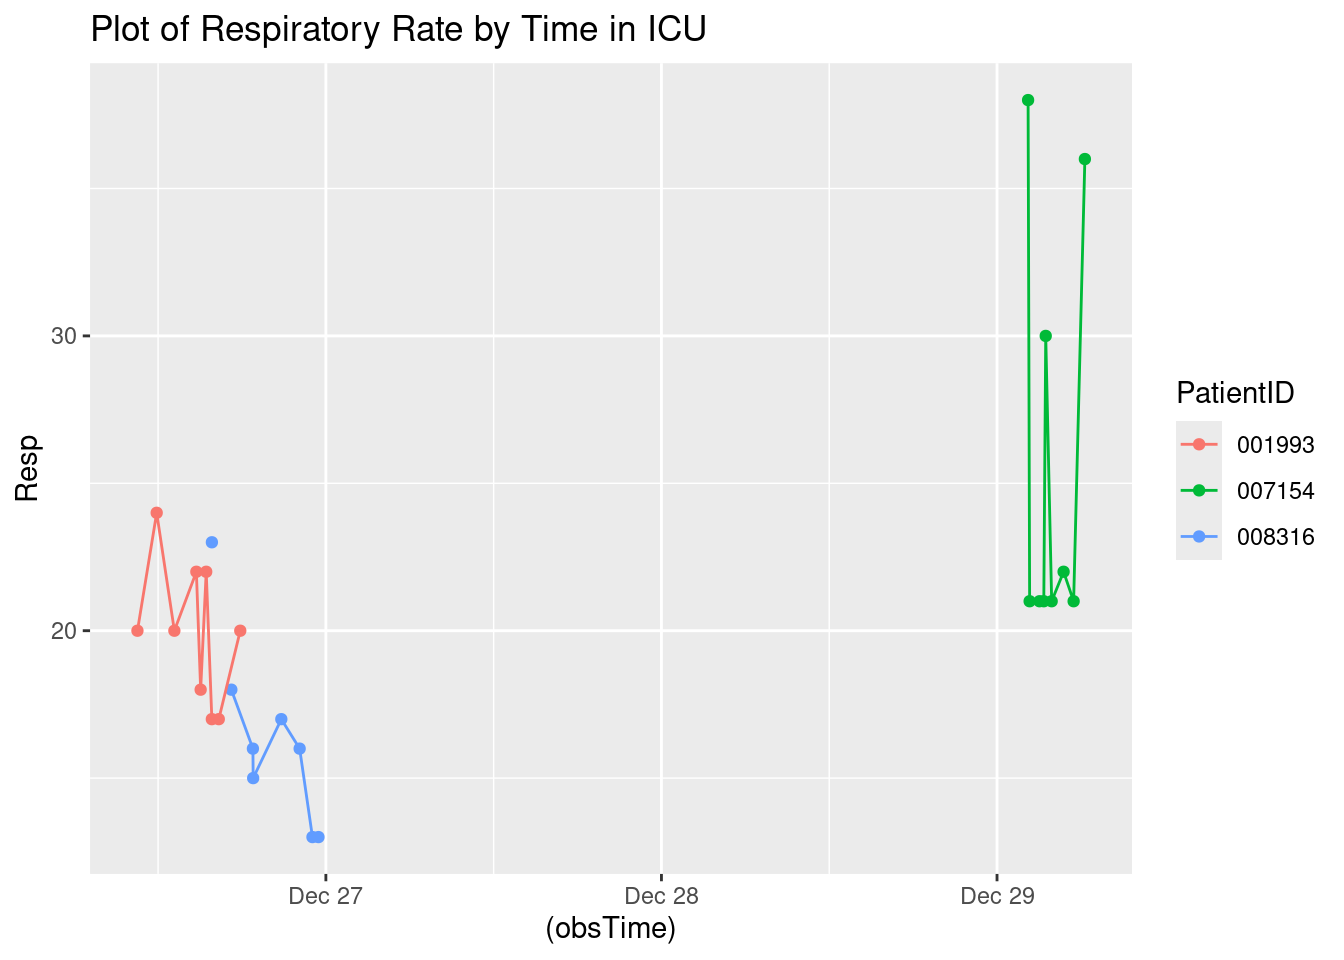 Plot of Respiratory Rate by Time in ICU
30
20
Resp
Dec 27
Dec 28
Dec 29
(obsTime)
PatientID
001993
007154
008316